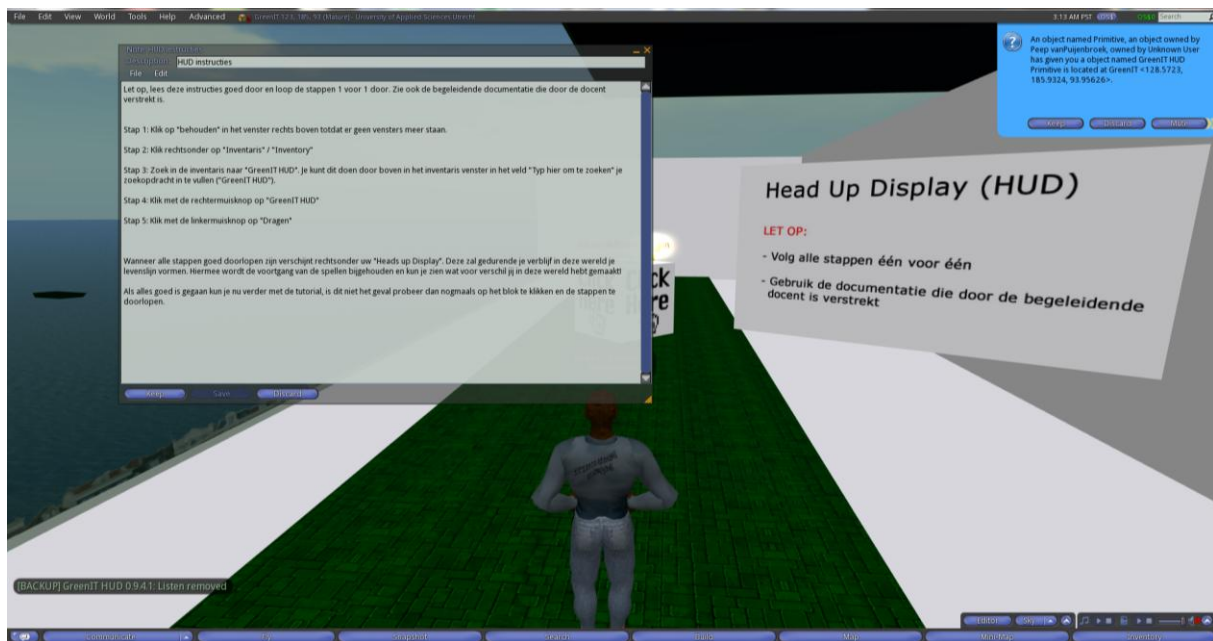 File Edit View World Tools Help Advanced GreenIT 123, 185, 93 (Mature) - University of Applied Sciences Utrecht 3:13 AM PST OS$0 Search
Note: HUD instructies
Description: HUD instructies
File Edit
Let op, lees deze instructies goed door en loop de stappen 1 voor 1 door. Zie ook de begeleidende documentatie die door de docent
verstrekt is.
Stap 1: Klik op "behouden" in het venster rechts boven totdat er geen vensters meer staan.
Stap 2: Klik rechtsonder op "Inventaris" / "Inventory"
Stap 3: Zoek in de inventaris naar "GreenIT HUD". Je kunt dit doen door boven in het inventaris venster in het veld "Typ hier om te zoeken" je
zoekopdracht in te vullen ("GreenIT HUD").
Stap 4: Klik met de rechtermuisknop op "GreenIT HUD"
Stap 5: Klik met de linkermuisknop op "Dragen"
Wanneer alle stappen goed doorlopen zijn verschijnt rechtsonder uw "Heads up Display". Deze zal gedurende je verblijf in deze wereld je
levenslijn vormen. Hiermee wordt de voortgang van de spellen bijgehouden en kun je zien wat voor verschil jij in deze wereld hebt gemaakt!
Als alles goed is gegaan kun je nu verder met de tutorial, is dit niet het geval probeer dan nogmaals op het blok te klikken en de stappen te
doorlopen.
Keep Save Discard
An object named Primitive, an object owned by
Peep vanPuijenbroek, owned by Unknown User
has given you a object named GreenIT HUD
Primitive is located at GreenIT <128.5723,
185.9324, 93.95626>.
Keep Discard Mute
Head Up Display (HUD)
LET OP:
- Volg alle stappen één voor één
- Gebruik de documentatie die door de begeleidende
docent is verstrekt
Here
[BACKUP] GreenIT HUD 0.9.4.1: Listen removed
Editor Sky
Communicate Fly Snapshot Search Build Map Mini-Map Inventory